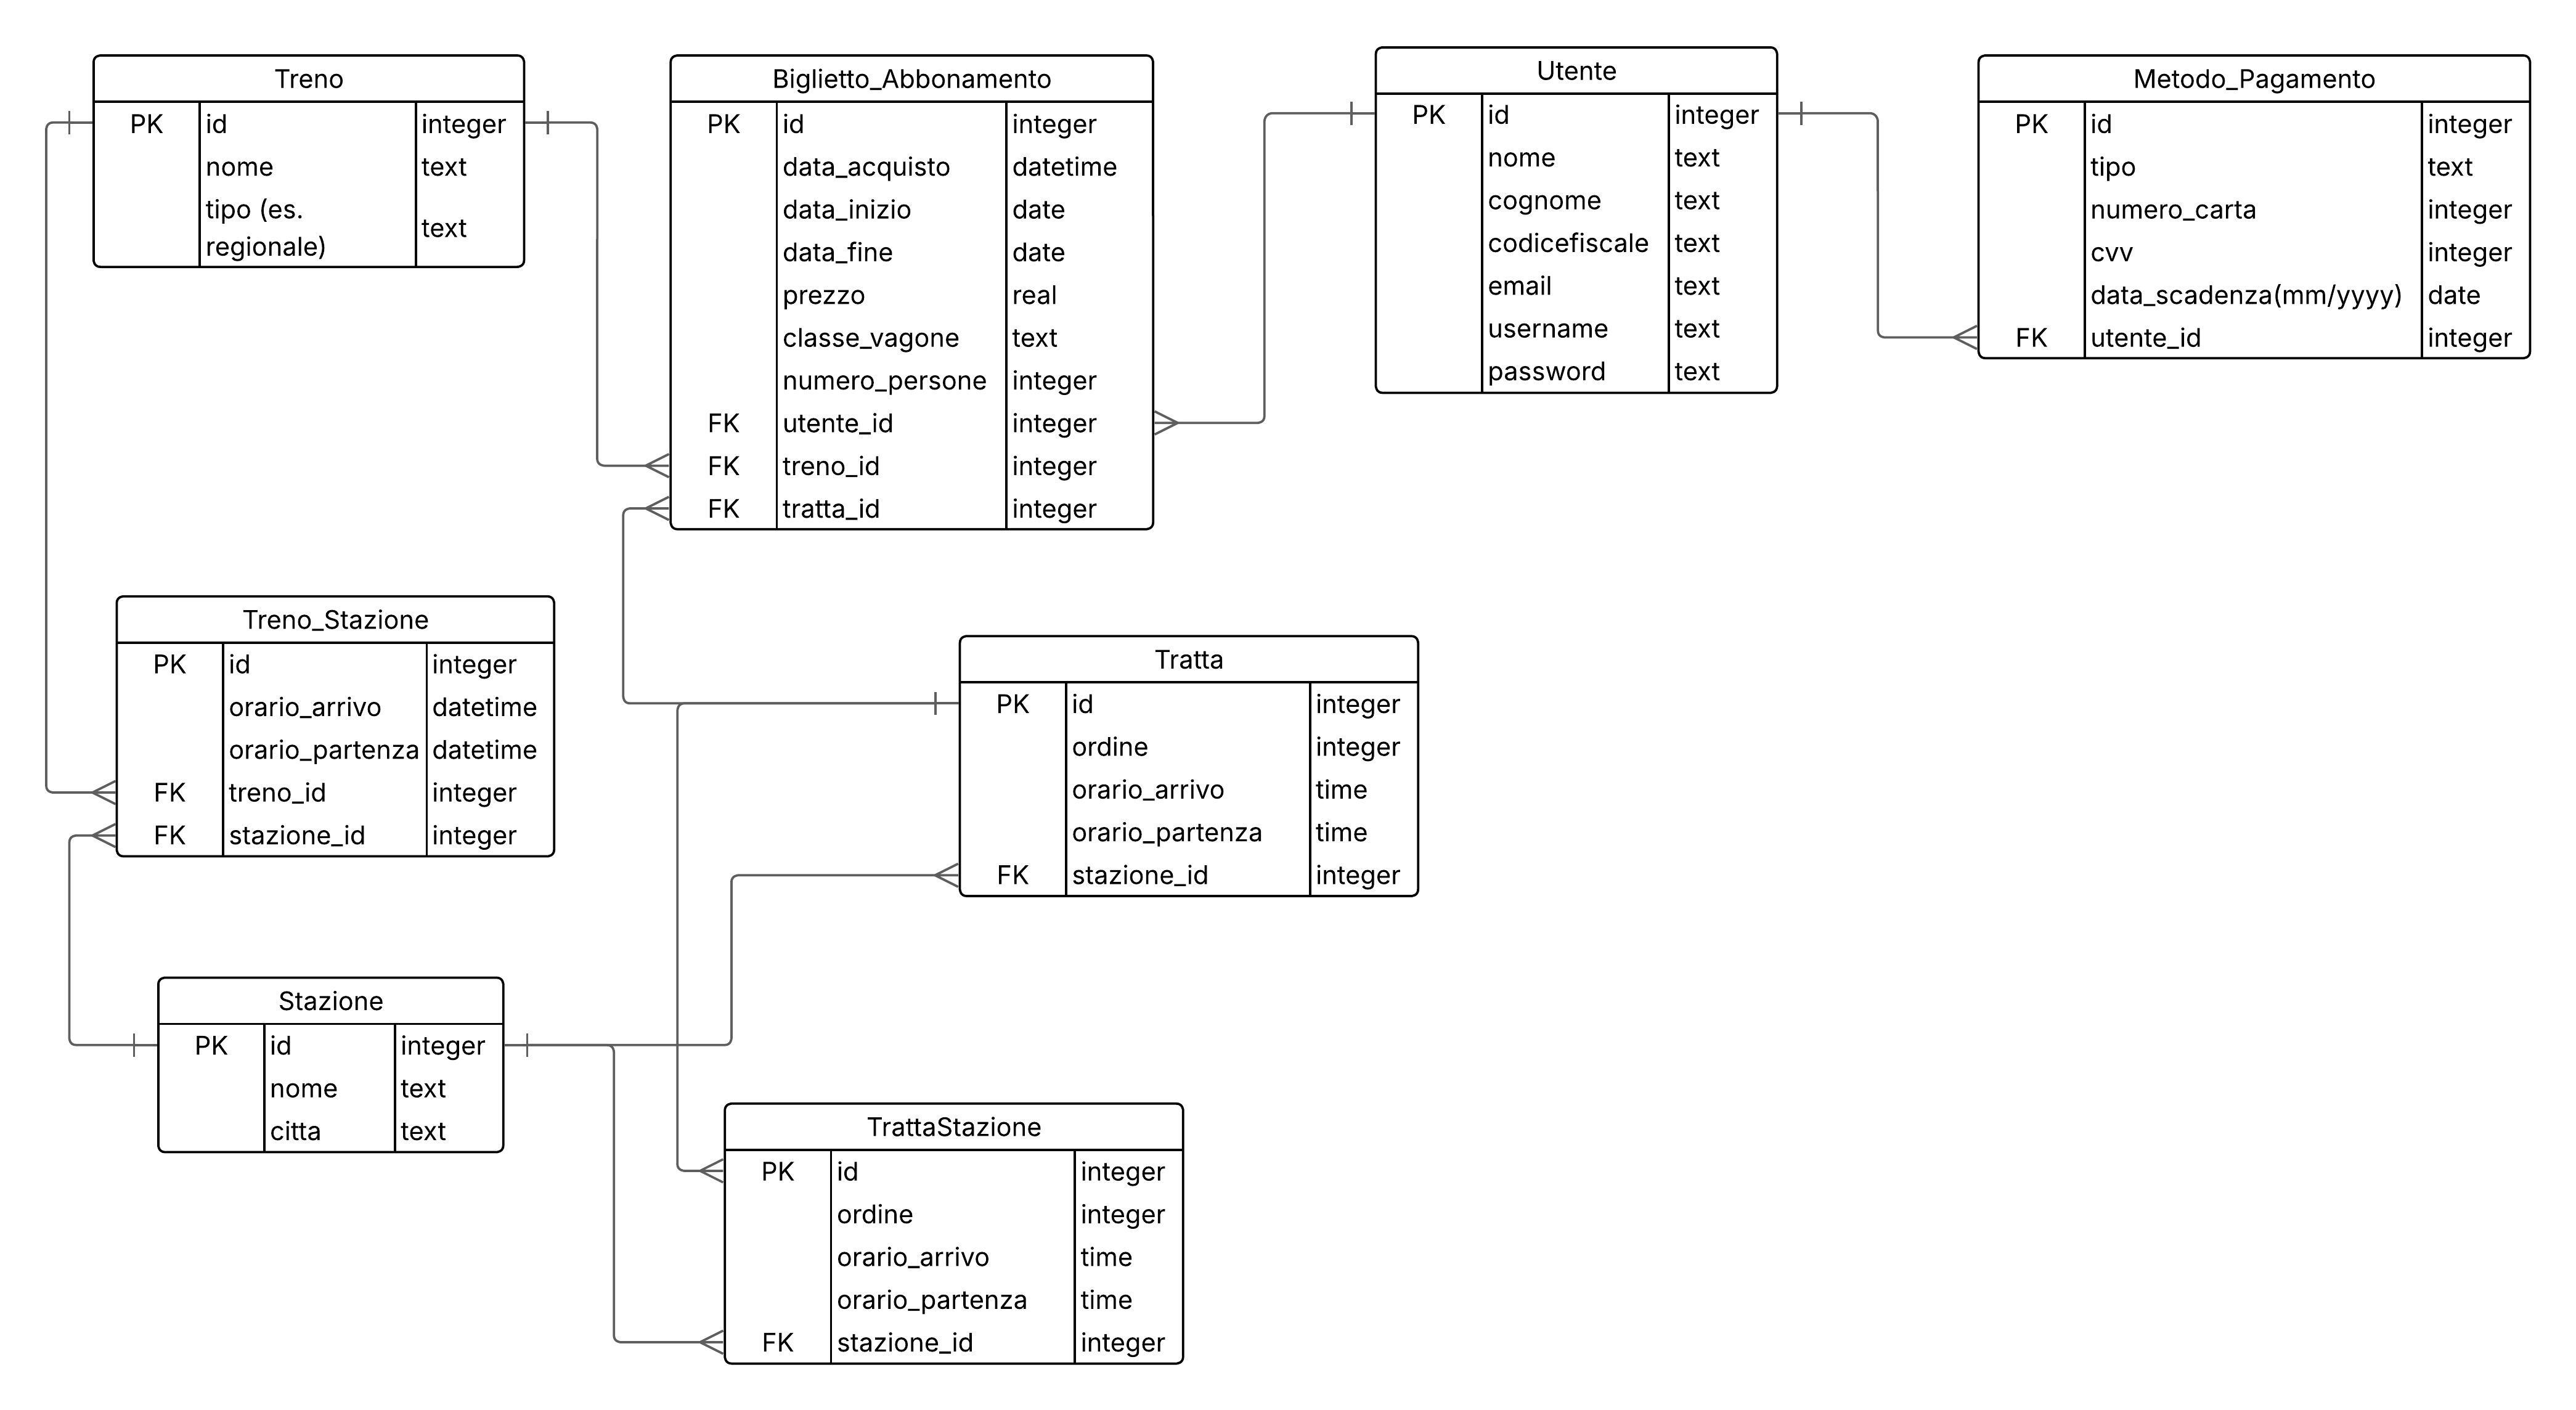 Treno
PK id integer
nome text
tipo (es.
regionale) text
Biglietto_Abbonamento
PK id integer
data_acquisto datetime
data_inizio date
data_fine date
prezzo real
classe_vagone text
numero_persone integer
FK utente_id integer
FK treno_id integer
FK tratta_id integer
Utente
PK id integer
nome text
cognome text
codicefiscale text
email text
username text
password text
Metodo_Pagamento
PK id integer
tipo text
numero_carta integer
cvv integer
data_scadenza(mm/yyyy) date
FK utente_id integer
Treno_Stazione
PK id integer
orario_arrivo datetime
orario_partenza datetime
FK treno_id integer
FK stazione_id integer
Tratta
PK id integer
ordine integer
orario_arrivo time
orario_partenza time
FK stazione_id integer
Stazione
PK id integer
nome text
citta text
TrattaStazione
PK id integer
ordine integer
orario_arrivo time
orario_partenza time
FK stazione_id integer